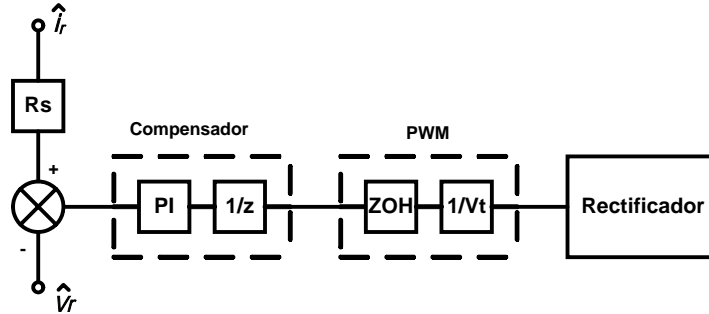 îr
Rs
Compensador
PWM
+
PI
1/z
ZOH
1/Vt
Rectificador
-
v̂r